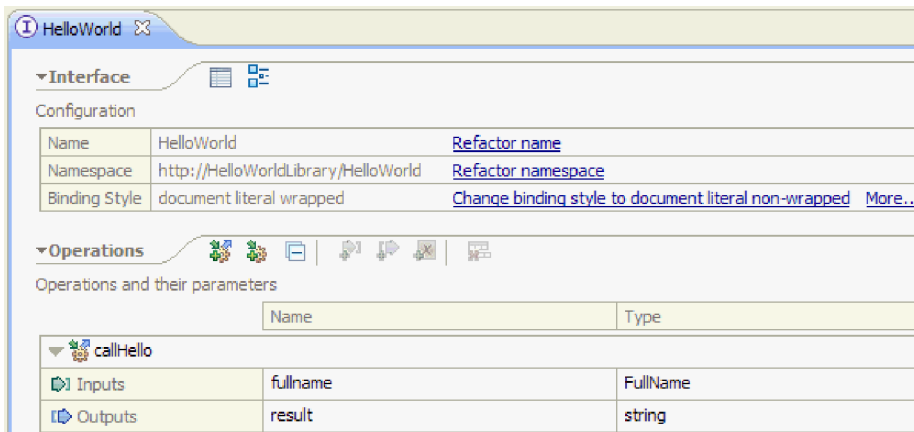 HelloWorld
Interface
Configuration
Name HelloWorld Refactor name
Namespace http://HelloWorldLibrary/HelloWorld Refactor namespace
Binding Style document literal wrapped Change binding style to document literal non-wrapped More..
Operations
Operations and their parameters
Name Type
callHello
Inputs fullname FullName
Outputs result string